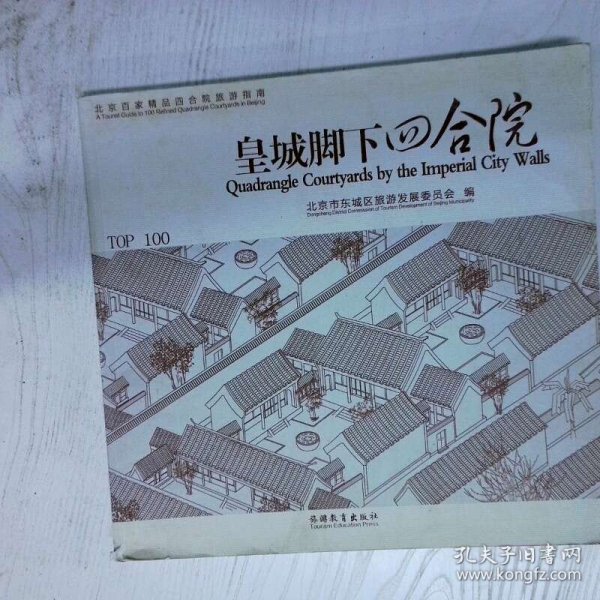 北京百家精品四合院旅游指南
A Tourist Guide to 100 Refined Quadrangle Courtyards in Beijing
皇城脚下四合院
Quadrangle Courtyards by the Imperial City Walls
北京市东城区旅游发展委员会 编
Dongcheng District Commission of Tourism Development of Beijing Municipality
TOP 100
旅游教育出版社
Tourism Education Press
孔夫子旧书网
www.kongfz.com